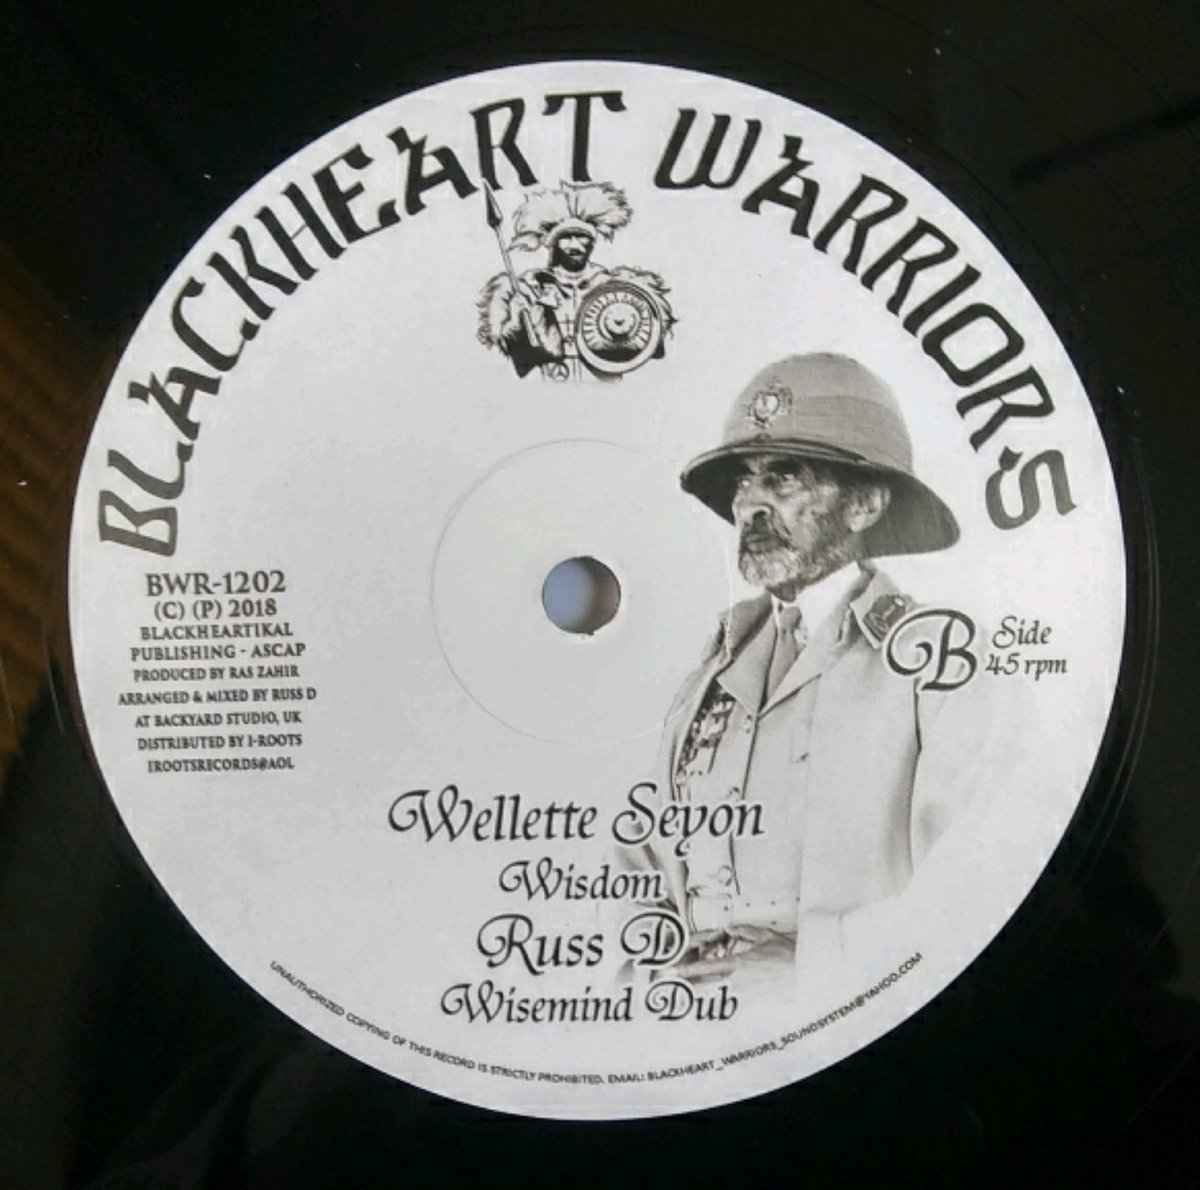 BLACKHEART WARRIORS
BWR-1202
(C) (P) 2018
BLACKHEARTIKAL
PUBLISHING - ASCAP
PRODUCED BY RAS ZAHIR
ARRANGED & MIXED BY RUSS D
AT BACKYARD STUDIO, UK
DISTRIBUTED BY I-ROOTS
IROOTSRECORDS@AOL
B Side
45 rpm
Wellette Seyon
Wisdom
Russ D
Wisemind Dub
UNAUTHORIZED COPYING OF THIS RECORD IS STRICTLY PROHIBITED. EMAIL: BLACKHEART_WARRIORS_SOUNDSYSTEM@YAHOO.COM